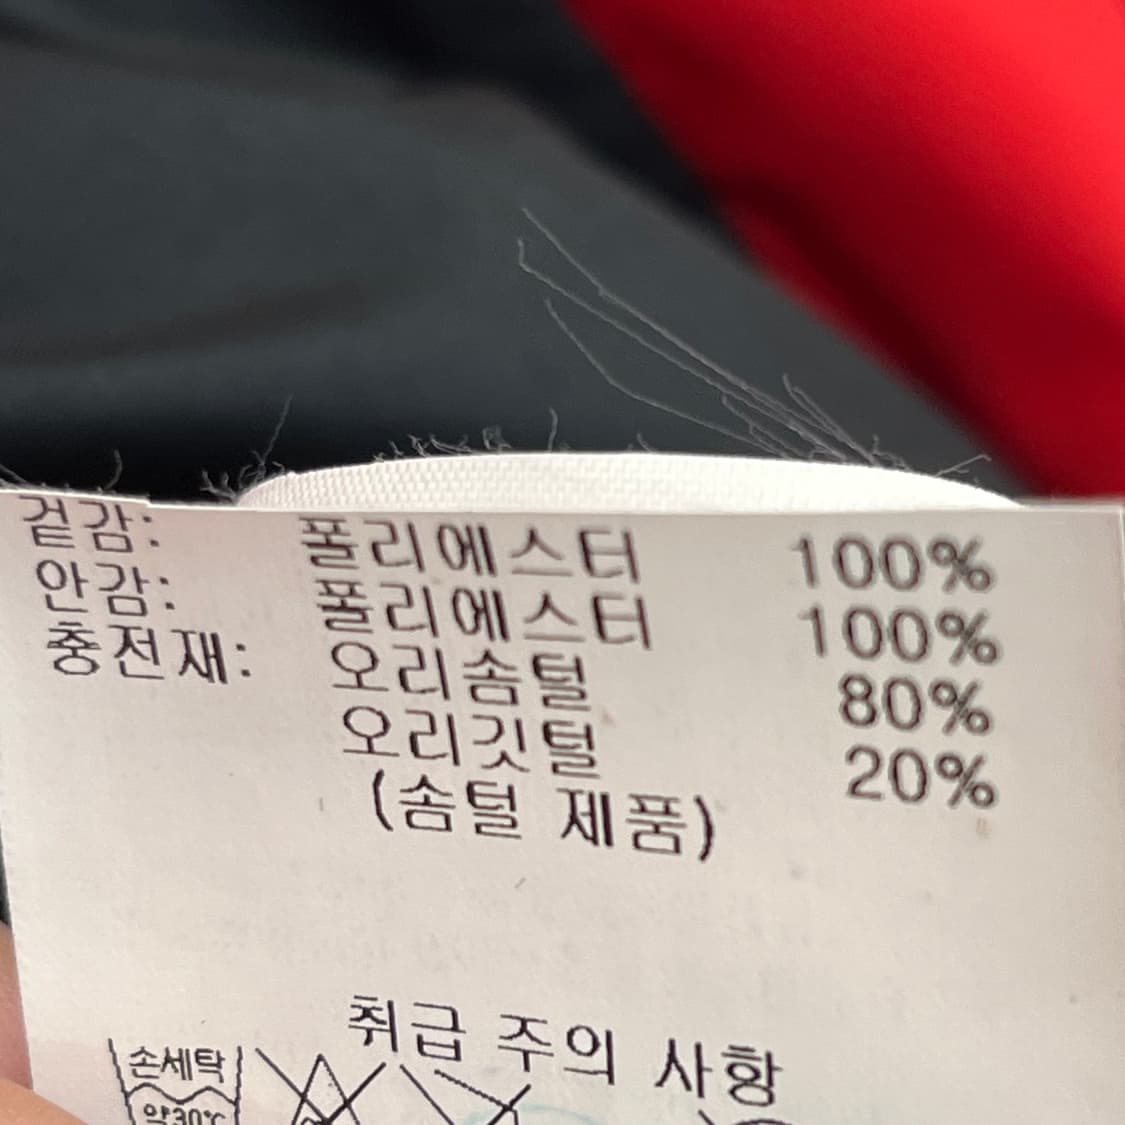 겉감: 폴리에스터 100%
안감: 폴리에스터 100%
충전재: 오리솜털 80%
오리깃털 20%
(솜털 제품)
취급 주의 사항
손세탁
약30℃